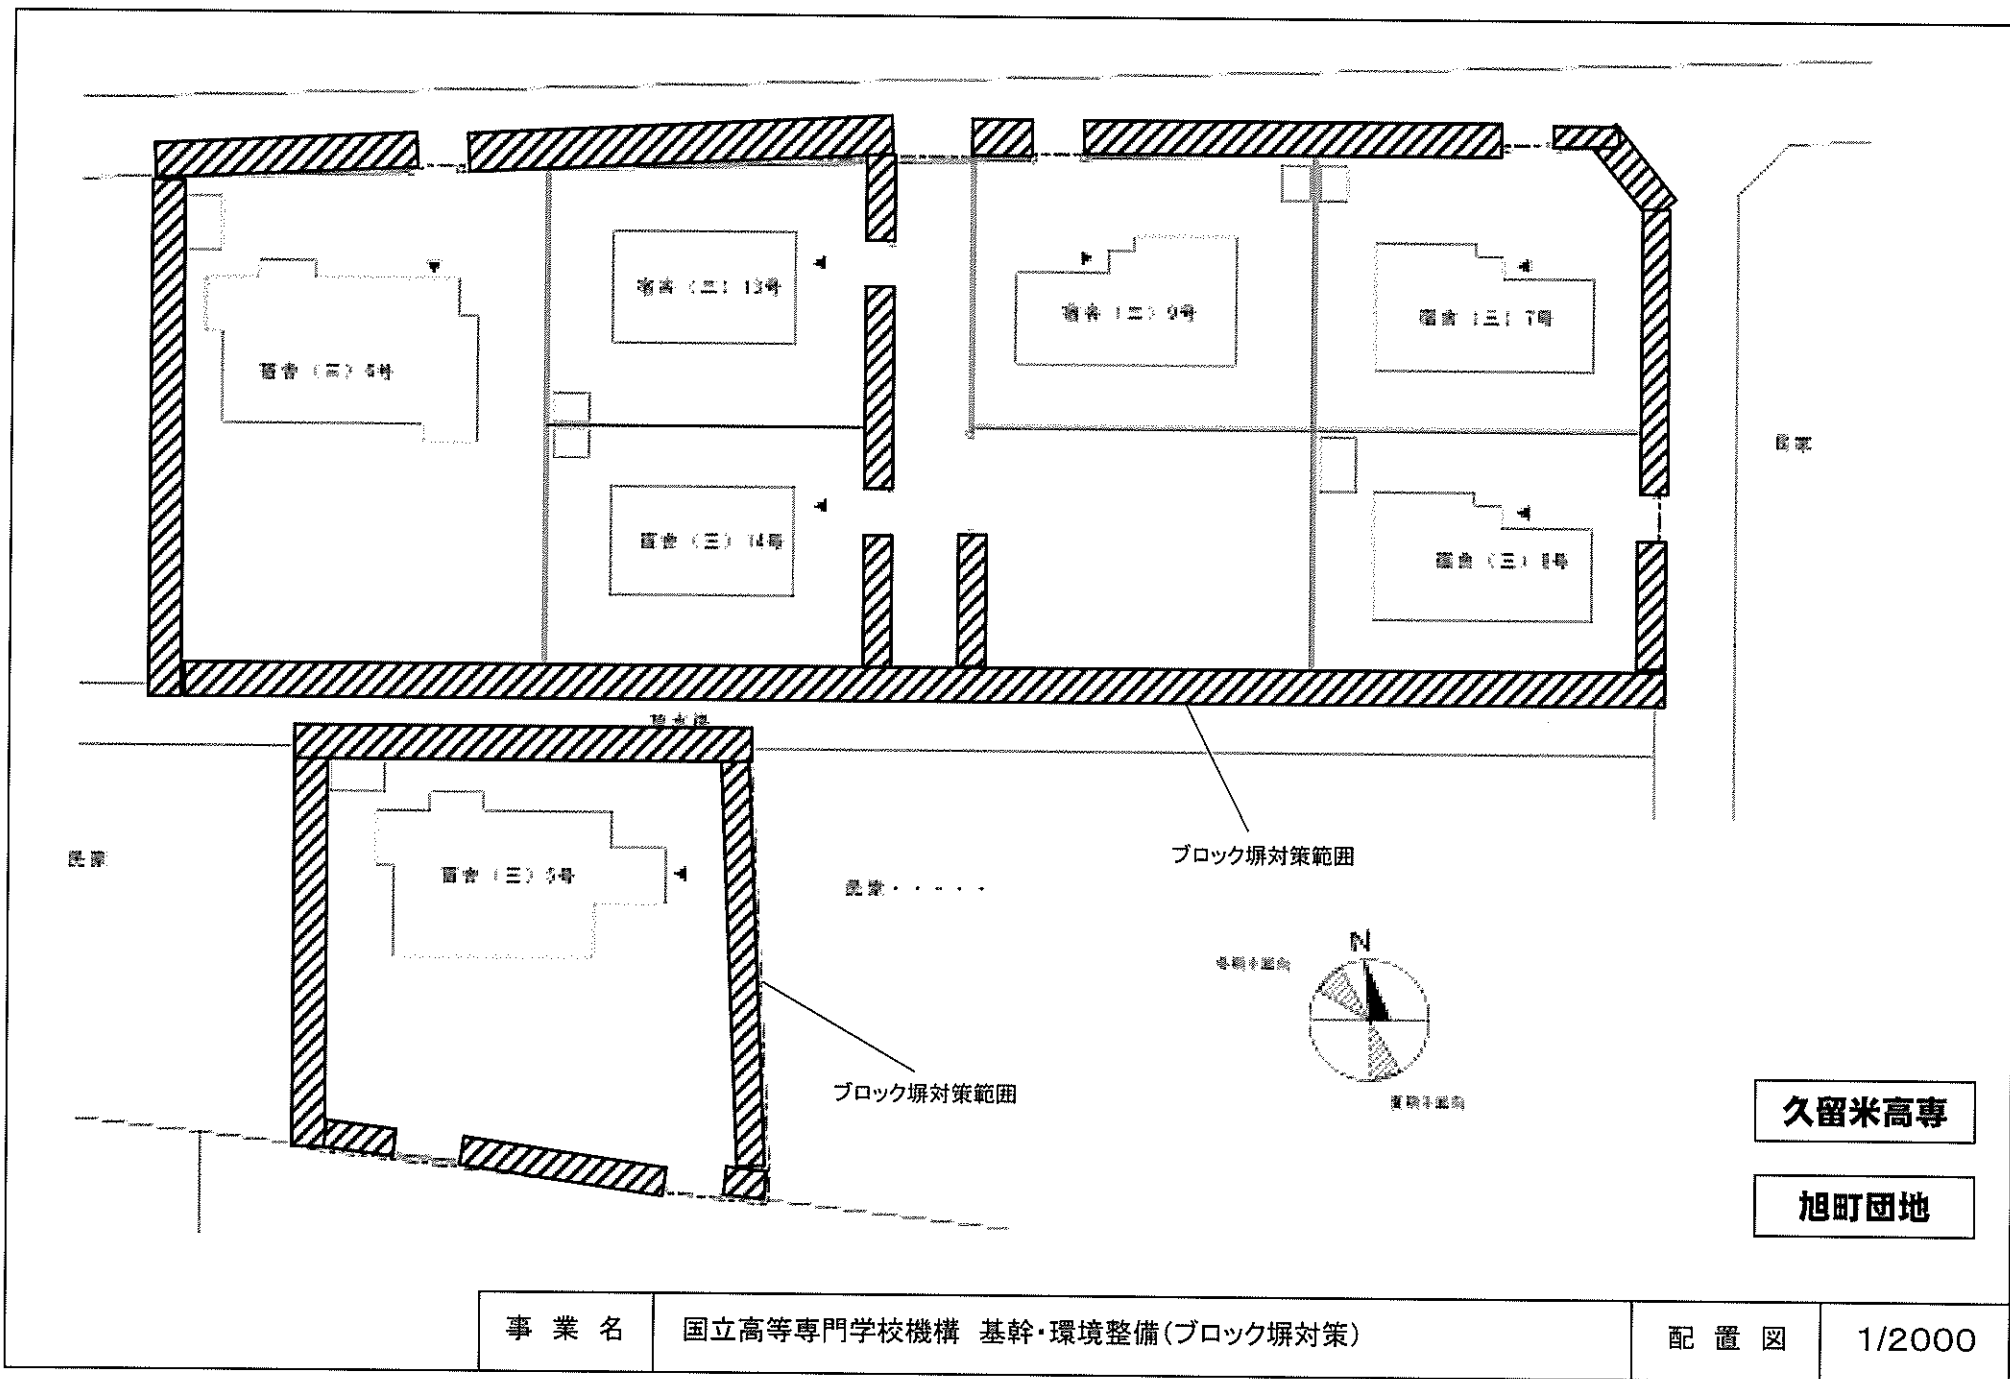 宿舎（三）13号
宿舎（三）9号
宿舎（三）7号
宿舎（三）6号
民家
宿舎（三）14号
宿舎（三）8号
ブロック塀対策範囲
民家
宿舎（三）5号
民家・・・・・
N
ブロック塀対策範囲
久留米高専
旭町団地
事業名
国立高等専門学校機構 基幹・環境整備(ブロック塀対策)
配置図
1/2000